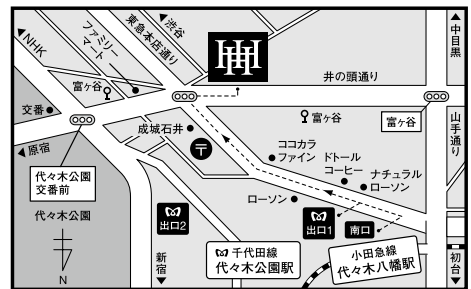 NHK
ファミリー
マート
東急本店通り
渋谷
HH
中目黒
井の頭通り
富ヶ谷
交番
富ヶ谷
富ヶ谷
山手通り
成城石井
〒
原宿
ココカラ
ファイン
ドトール
コーヒー
ナチュラル
ローソン
代々木公園
交番前
ローソン
代々木公園
出口2
出口1
南口
新宿
千代田線
代々木公園駅
小田急線
代々木八幡駅
初台
N